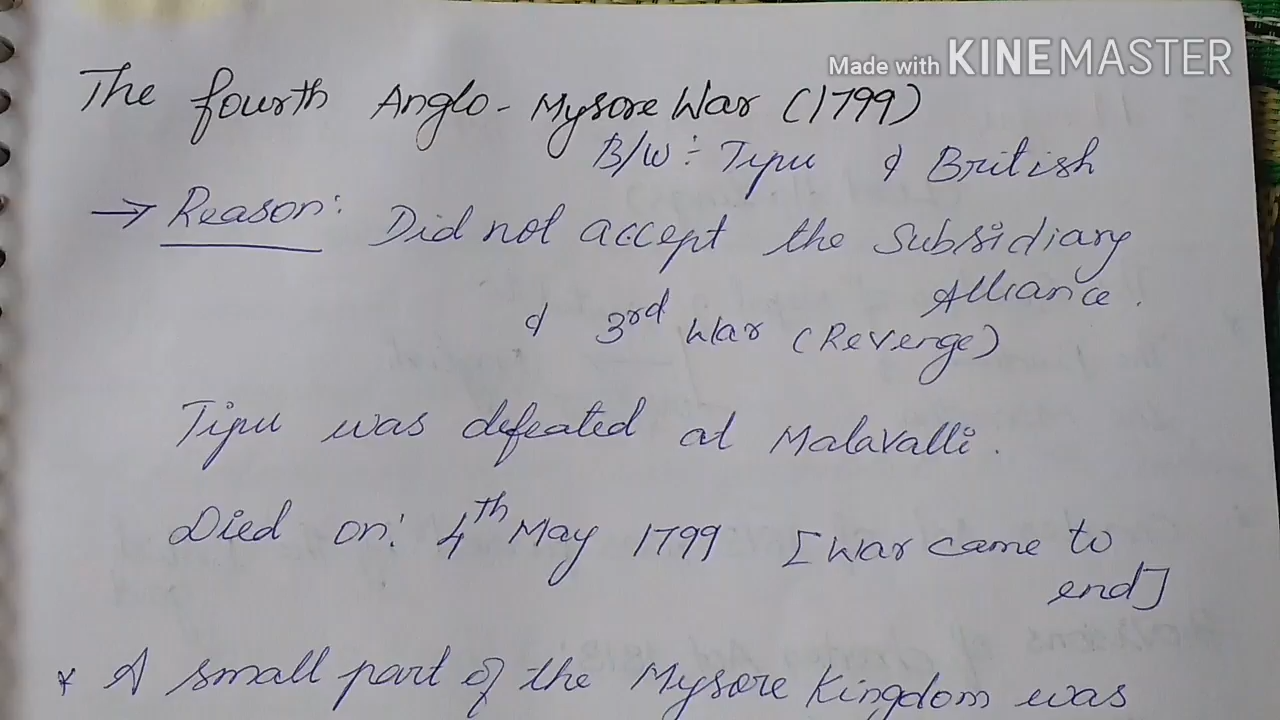 Made with KINEMASTER
The fourth Anglo-Mysore War (1799)
B/W :- Tipu & British
→ Reason: Did not accept the Subsidiary
Alliance.
& 3rd War (Revenge)
Tipu was defeated at Malavalli.
Died on: 4th May 1799 [War came to
end]
* A small part of the Mysore Kingdom was